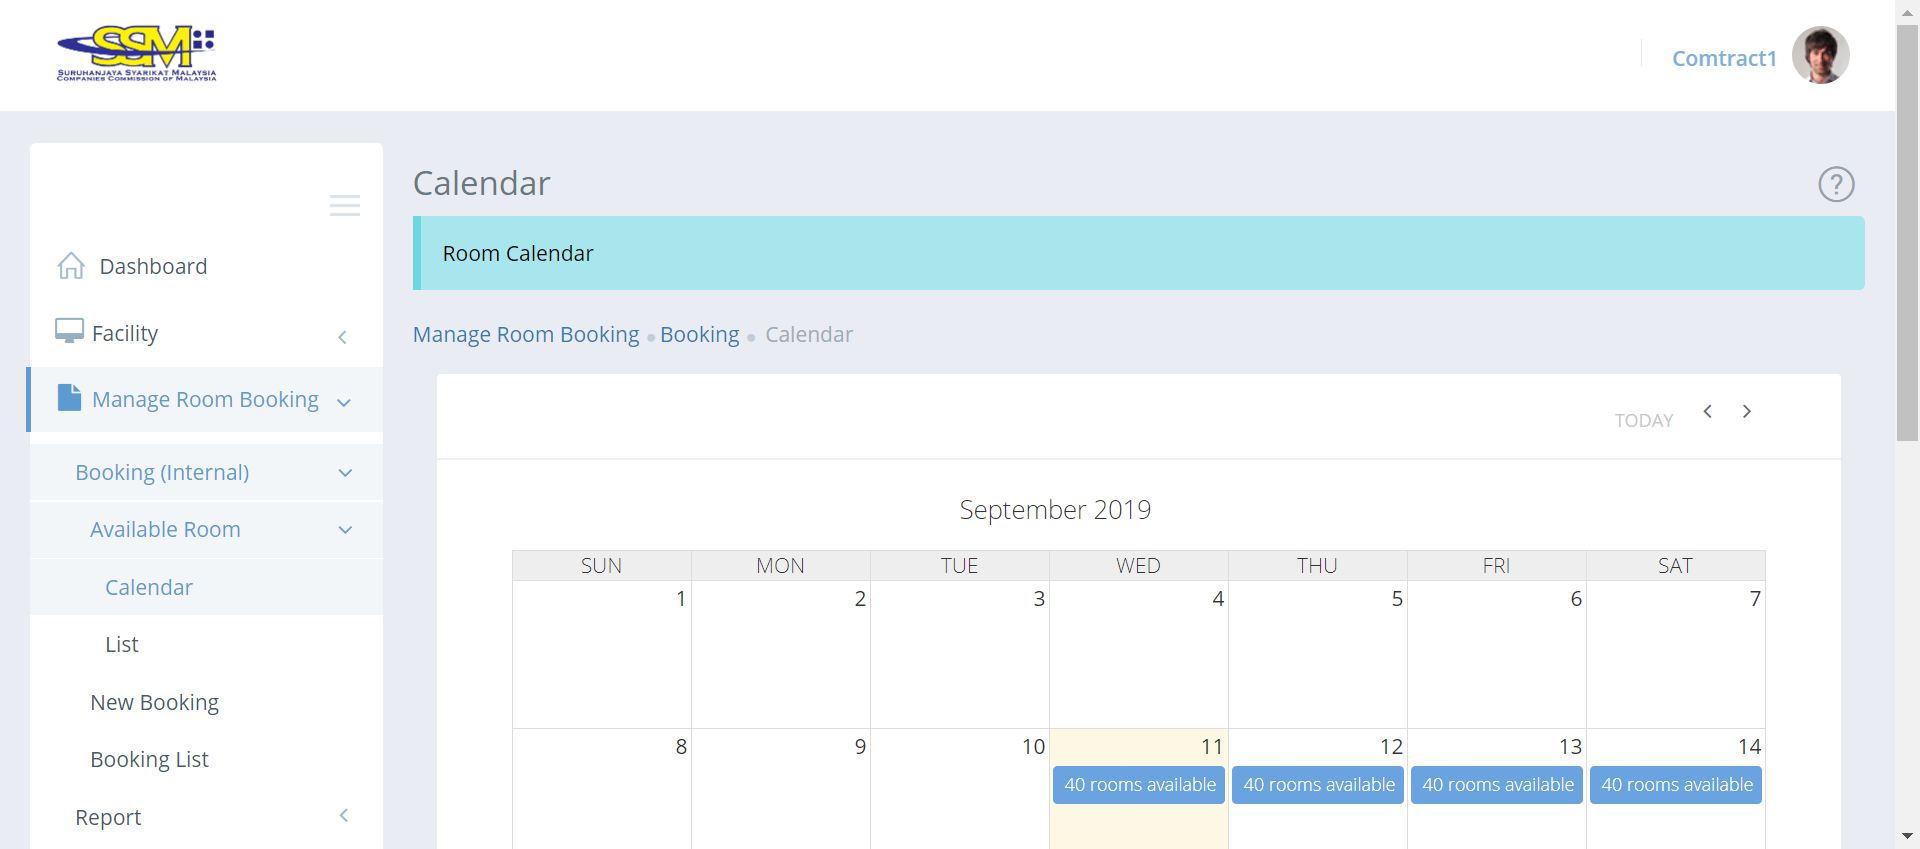 SSM
SURUHANJAYA SYARIKAT MALAYSIA
COMPANIES COMMISSION OF MALAYSIA
Comtract1
Calendar
?
Room Calendar
Dashboard
Facility
Manage Room Booking
Booking (Internal)
Available Room
Calendar
List
New Booking
Booking List
Report
Manage Room Booking Booking Calendar
TODAY
September 2019
SUN MON TUE WED THU FRI SAT
1 2 3 4 5 6 7
8 9 10 11 12 13 14
40 rooms available 40 rooms available 40 rooms available 40 rooms available